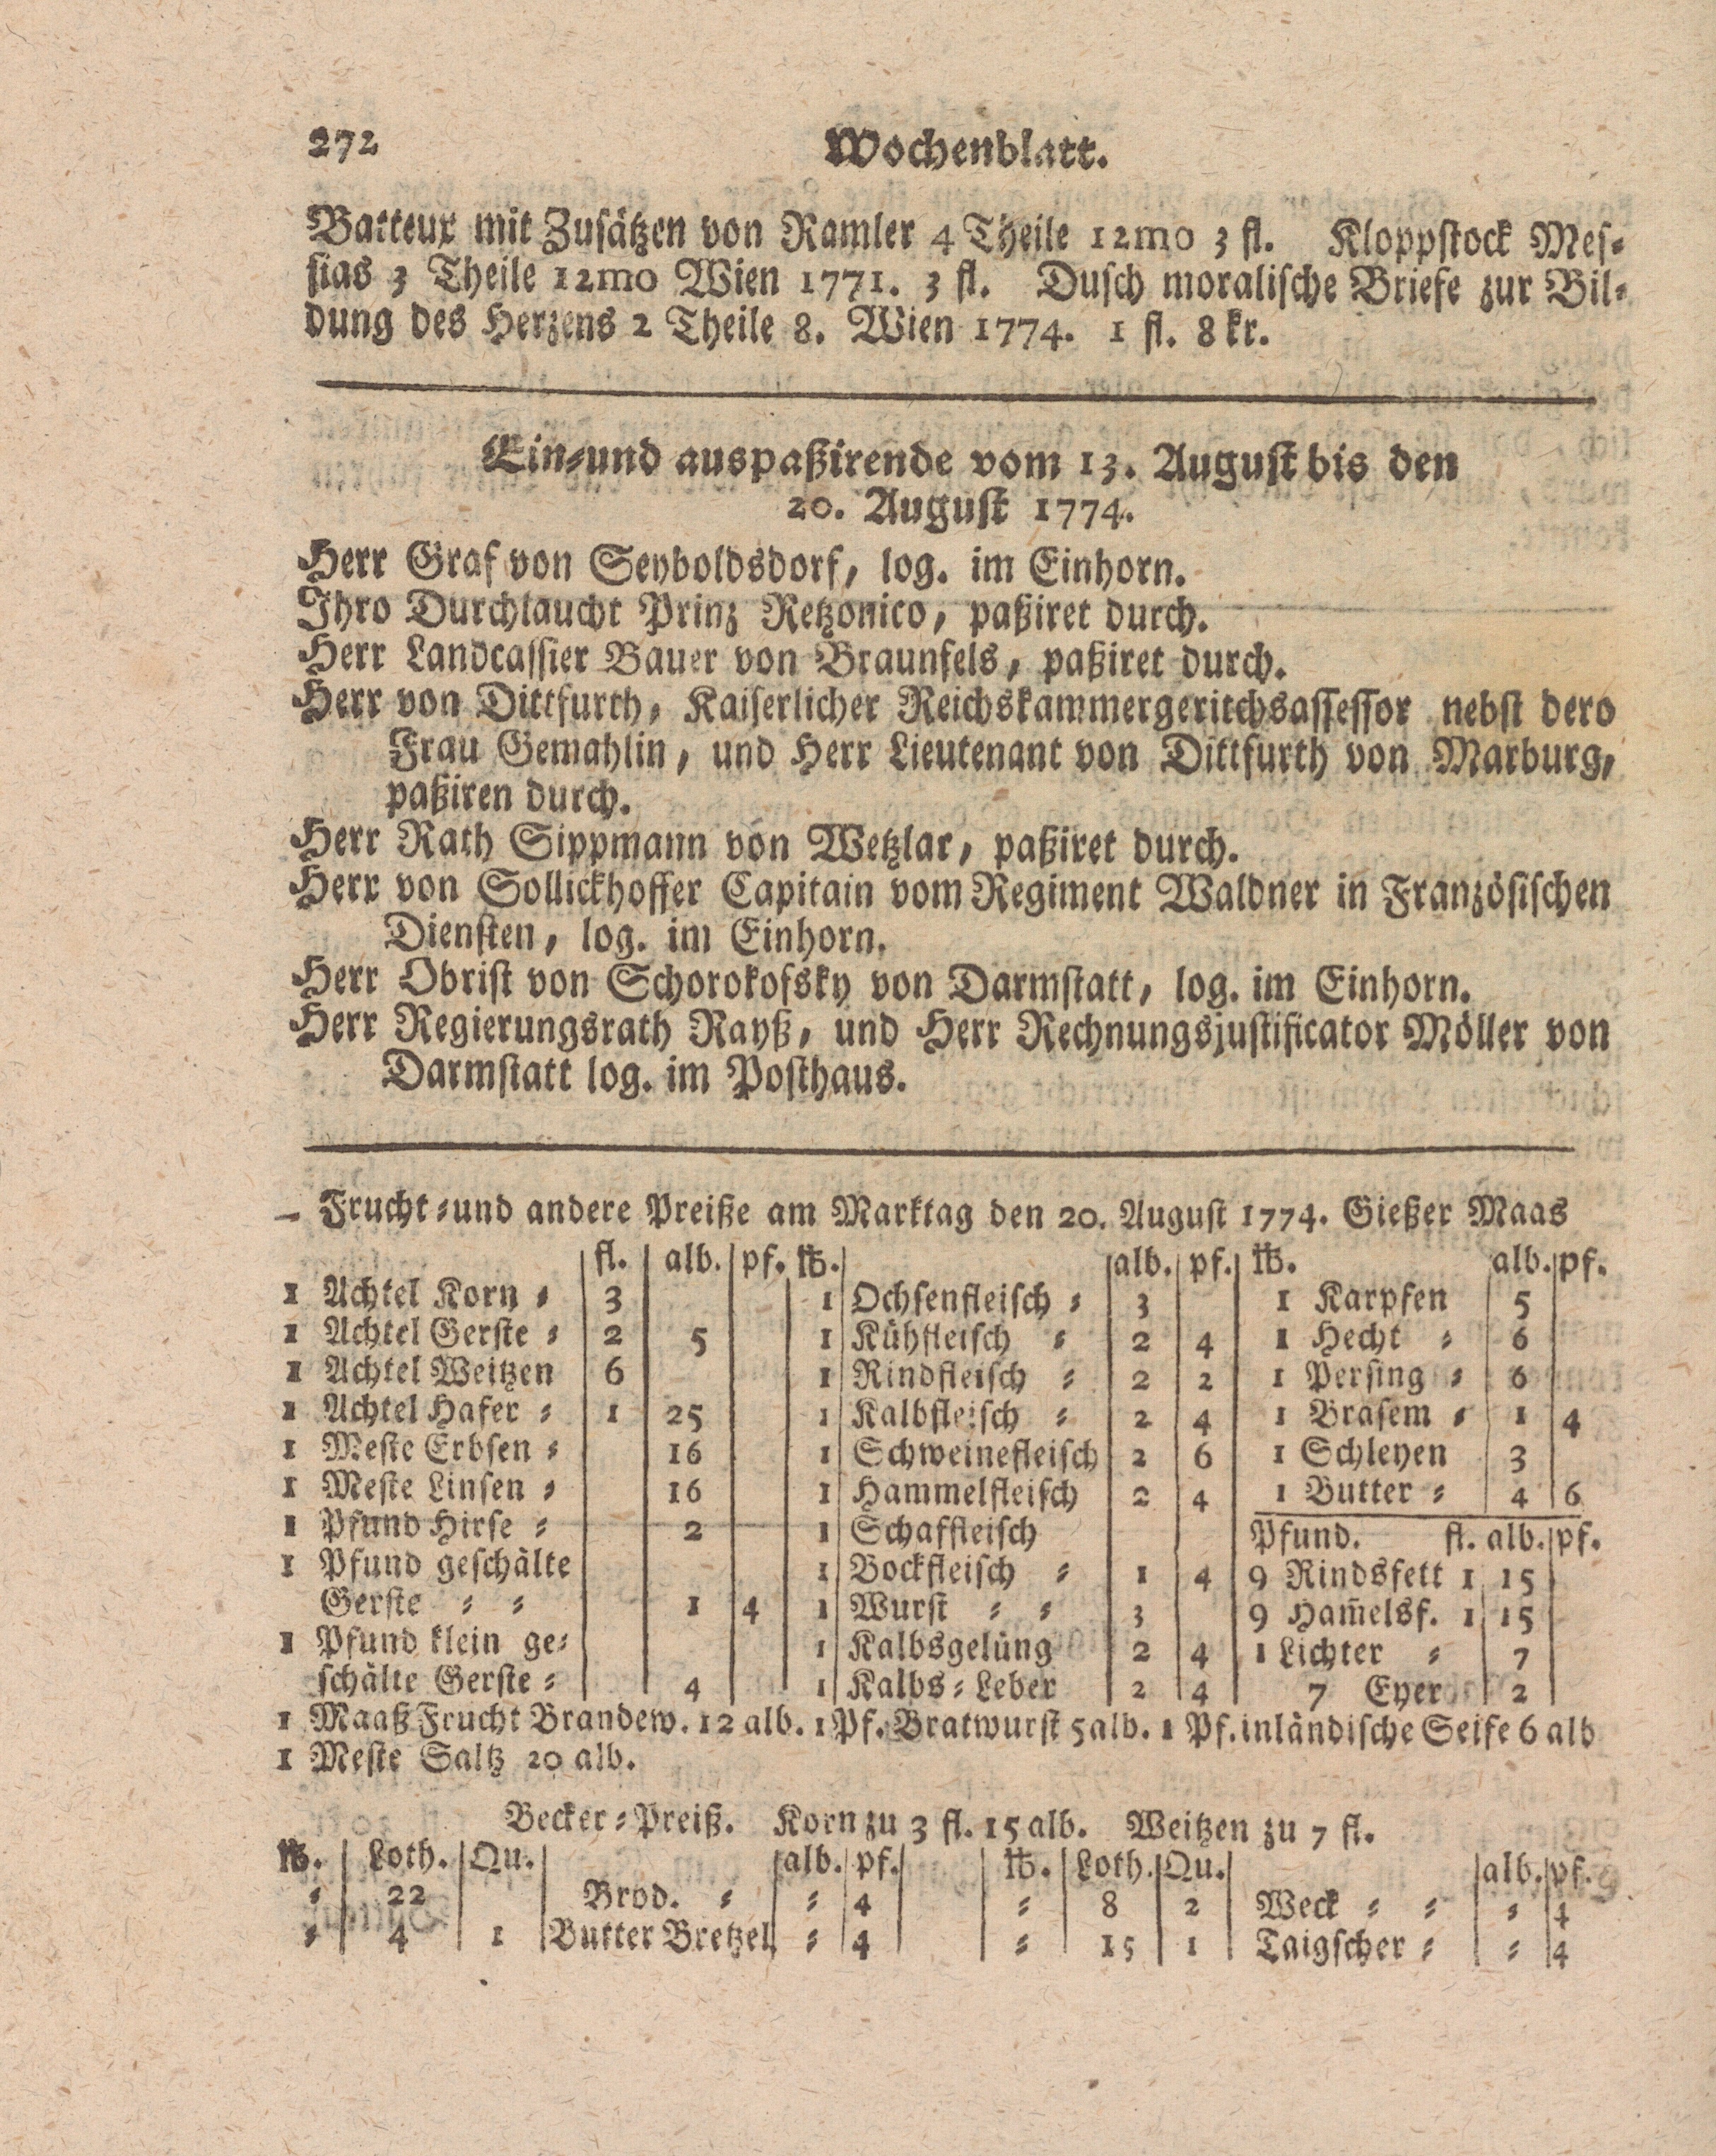 272 Wochenblatt.
Batteux mit Zusätzen von Ramler 4 Theile 12mo 3 fl. Kloppstock Mes-
sias 3 Theile 12mo Wien 1771. 3 fl. Dusch moralische Briefe zur Bil-
dung des Herzens 2 Theile 8. Wien 1774. 1 fl. 8 kr.
Ein-und auspaßirende vom 13. August bis den
20. August 1774.
Herr Graf von Seyboldsdorf, log. im Einhorn.
Ihro Durchlaucht Prinz Retzonico, paßiret durch.
Herr Landcassier Bauer von Braunfels, paßiret durch.
Herr von Dittfurth, Kaiserlicher Reichskammergeritchsassessor nebst dero
Frau Gemahlin, und Herr Lieutenant von Dittfurth von Marburg,
paßiren durch.
Herr Rath Sippmann von Wetzlar, paßiret durch.
Herr von Sollickhoffer Capitain vom Regiment Waldner in Französischen
Diensten, log. im Einhorn.
Herr Obrist von Schorokofsky von Darmstatt, log. im Einhorn.
Herr Regierungsrath Rayß, und Herr Rechnungsjustificator Möller von
Darmstatt log. im Posthaus.
Frucht-und andere Preiße am Marktag den 20. August 1774. Gießer Maas
fl. alb. pf. ℔. alb. pf. ℔. alb. pf.
1 Achtel Korn - 3 1 Ochsenfleisch - 3 1 Karpfen 5
1 Achtel Gerste - 2 5 1 Kühfleisch - 2 4 1 Hecht - 6
1 Achtel Weitzen 6 1 Rindfleisch - 2 2 1 Persing - 6
1 Achtel Hafer - 1 25 1 Kalbfleisch - 2 4 1 Brasem - 1 4
1 Meste Erbsen - 16 1 Schweinefleisch 2 6 1 Schleyen 3
1 Meste Linsen - 16 1 Hammelfleisch 2 4 1 Butter - 4 6
1 Pfund Hirse - 2 1 Schaffleisch Pfund. fl. alb. pf.
1 Pfund geschälte 1 Bockfleisch - 1 4 9 Rindsfett 1 15
Gerste - - 1 4 1 Wurst - - 3 9 Ham̄elsf. 1 15
1 Pfund klein ge- 1 Kalbsgelüng 2 4 1 Lichter - 7
schälte Gerste - 4 1 Kalbs-Leber 2 4 7 Eyer 2
1 Maaß Frucht Brandew. 12 alb. 1 Pf. Bratwurst 5 alb. 1 Pf. inländische Seife 6 alb
1 Meste Saltz 20 alb.
Becker-Preiß. Korn zu 3 fl. 15 alb. Weitzen zu 7 fl.
℔. Loth. Qu. alb. pf. ℔. Loth. Qu. alb. pf.
- 22 Brod. - - 4 - 8 2 Weck - - - 4
- 4 1 Butter Bretzel - 4 - 15 1 Taigscher - - 4